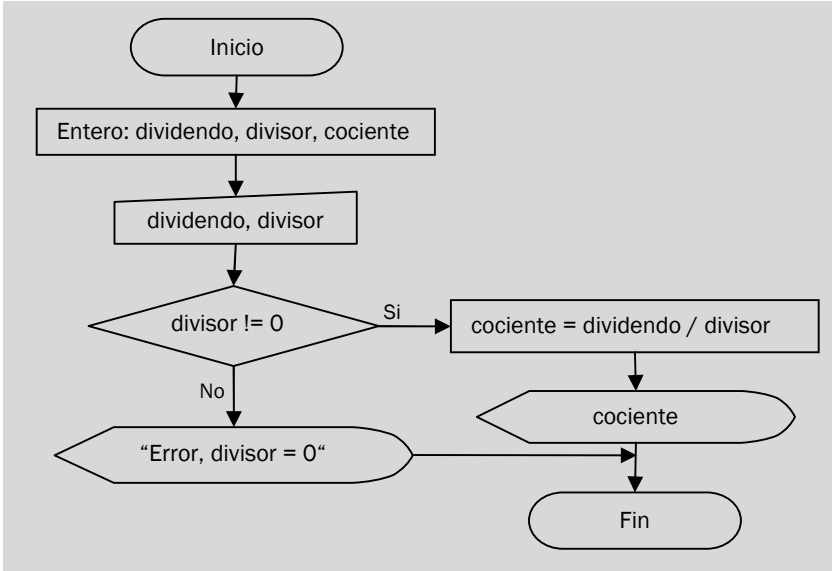 Inicio
Entero: dividendo, divisor, cociente
dividendo, divisor
divisor != 0
Si
cociente = dividendo / divisor
No
cociente
“Error, divisor = 0“
Fin